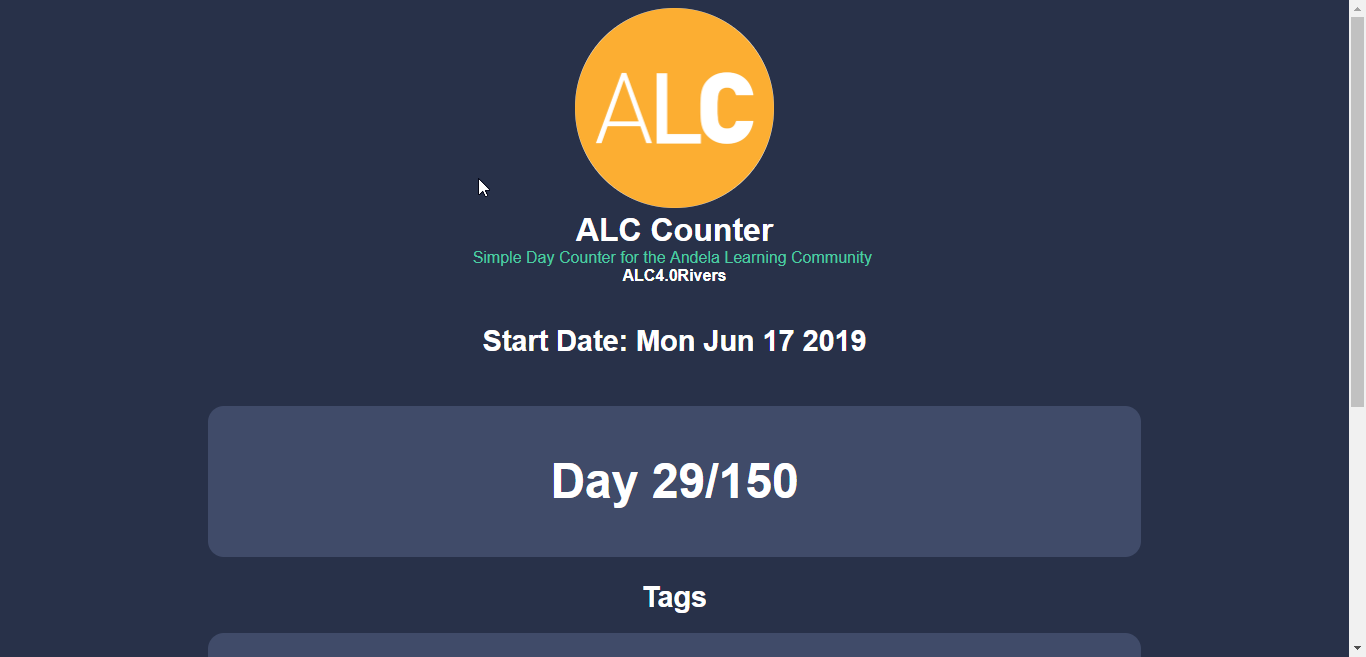 ALC
ALC Counter
Simple Day Counter for the Andela Learning Community
ALC4.0Rivers
Start Date: Mon Jun 17 2019
Day 29/150
Tags